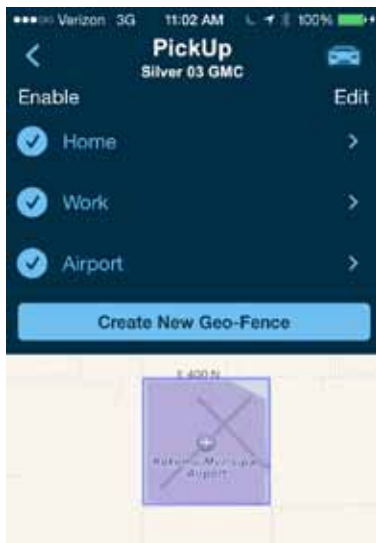 Verizon 3G 11:02 AM 100%
PickUp
Silver 03 GMC
Enable Edit
Home
Work
Airport
Create New Geo-Fence
E 400 N
Airport